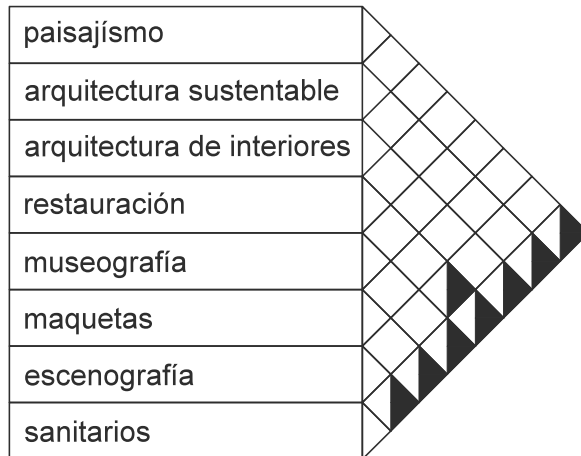 paisajísmo
arquitectura sustentable
arquitectura de interiores
restauración
museografía
maquetas
escenografía
sanitarios